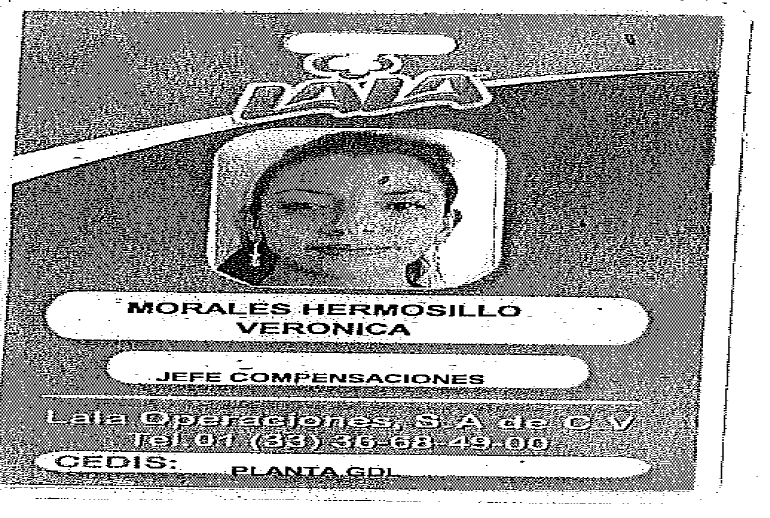 LALA
MORALES HERMOSILLO
VERONICA
JEFE COMPENSACIONES
Lala Operaciones, S A de C V
Tel 01 (33) 36-68-49-00
CEDIS: PLANTA GDL